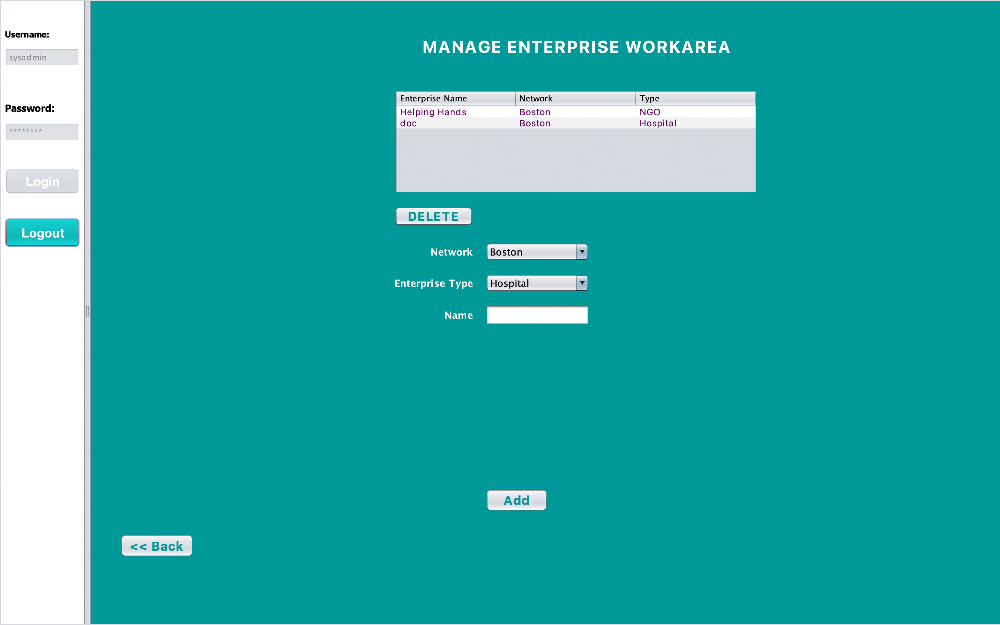 Username:
sysadmin
Password:
********
Login
Logout
MANAGE ENTERPRISE WORKAREA
Enterprise Name Network Type
Helping Hands Boston NGO
doc Boston Hospital
DELETE
Network Boston
Enterprise Type Hospital
Name
Add
<< Back